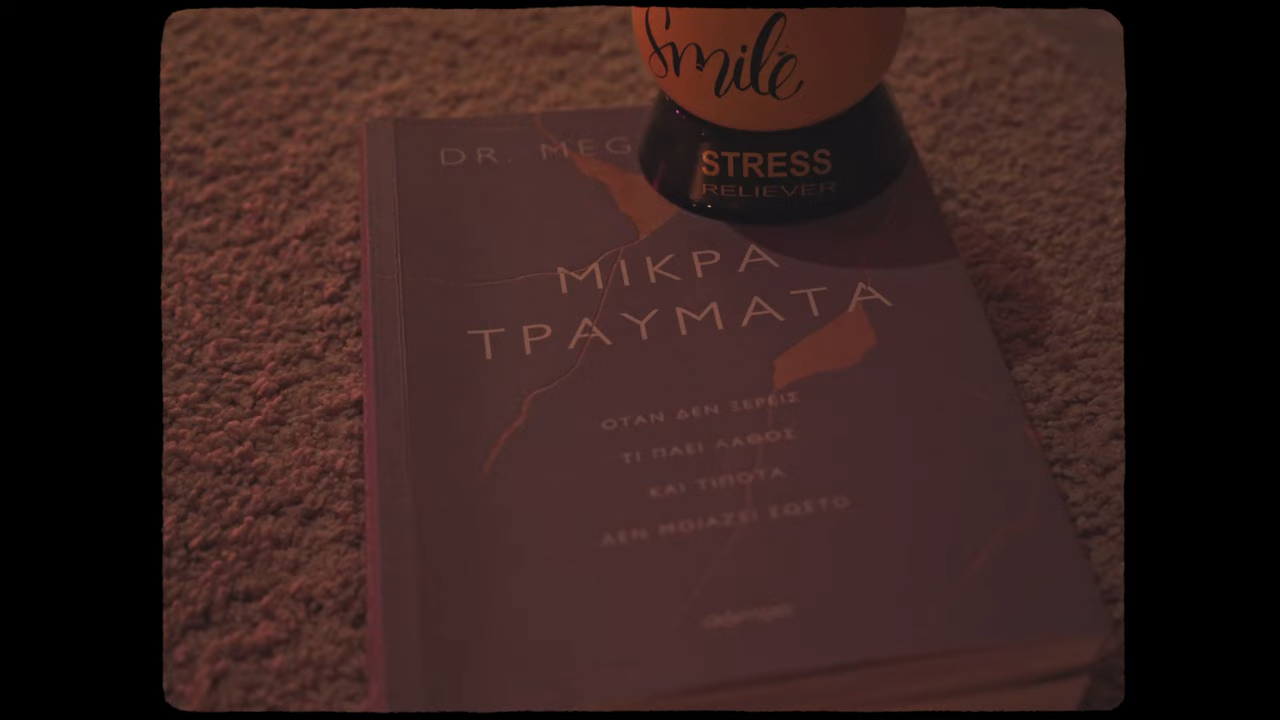 Smile
STRESS
RELIEVER
DR. MEG
ΜΙΚΡΑ
ΤΡΑΥΜΑΤΑ
ΟΤΑΝ ΔΕΝ ΞΕΡΕΙΣ
ΤΙ ΠΑΕΙ ΛΑΘΟΣ
ΚΑΙ ΤΙΠΟΤΑ
ΔΕΝ ΜΟΙΑΖΕΙ ΣΩΣΤΟ